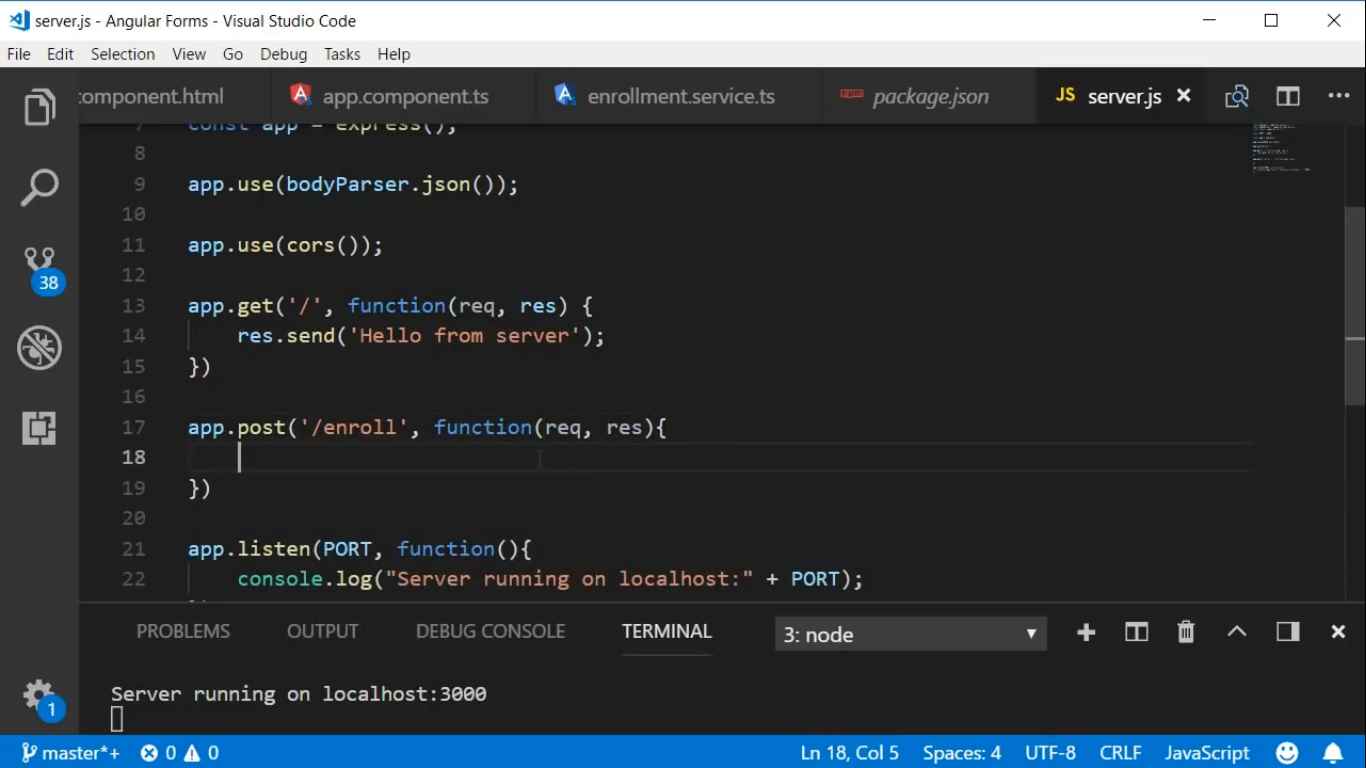 server.js - Angular Forms - Visual Studio Code
File Edit Selection View Go Debug Tasks Help
component.html app.component.ts enrollment.service.ts package.json JS server.js
7 const app = express();
8
9 app.use(bodyParser.json());
10
11 app.use(cors());
12
13 app.get('/', function(req, res) {
14 res.send('Hello from server');
15 })
16
17 app.post('/enroll', function(req, res){
18
19 })
20
21 app.listen(PORT, function(){
22 console.log("Server running on localhost:" + PORT);
38
PROBLEMS OUTPUT DEBUG CONSOLE TERMINAL 3: node
Server running on localhost:3000
1
master*+ 0 0 Ln 18, Col 5 Spaces: 4 UTF-8 CRLF JavaScript